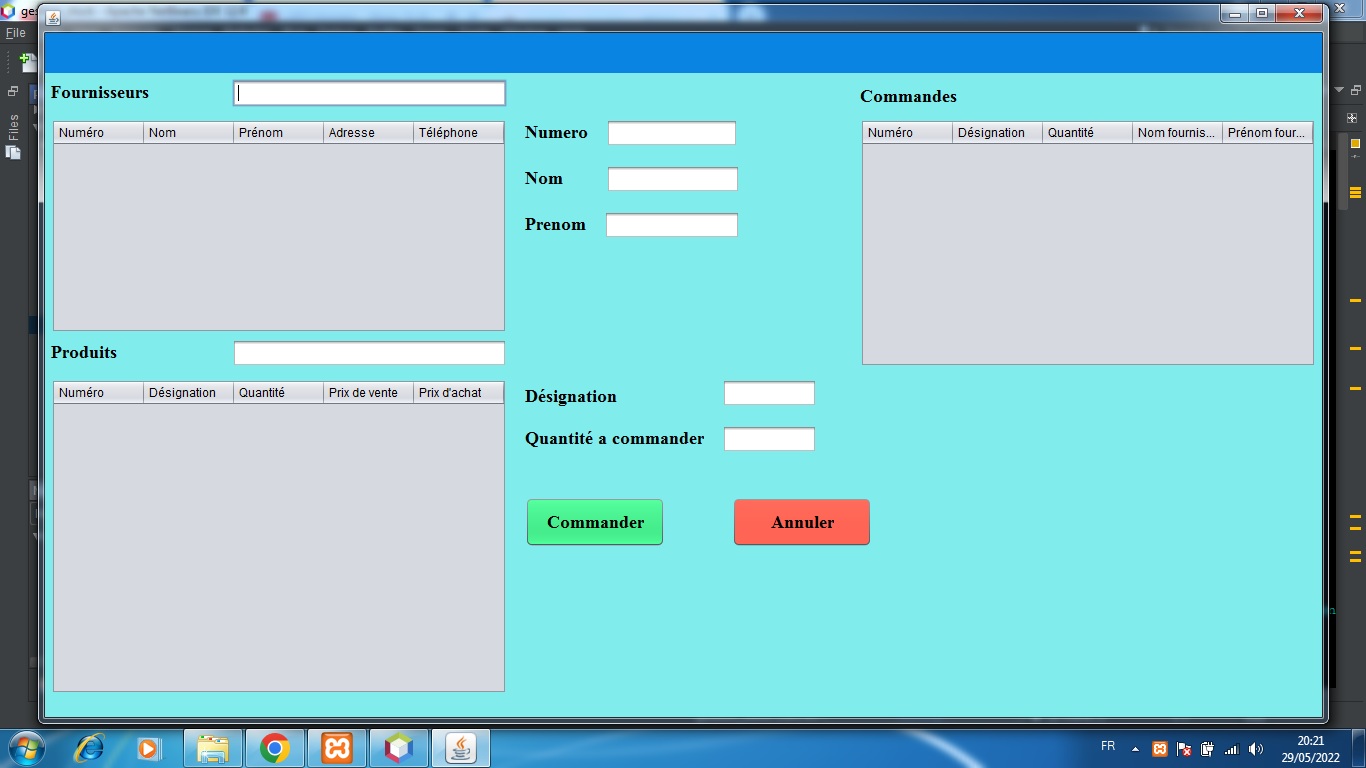 ges
File
Files
Fournisseurs
Numéro Nom Prénom Adresse Téléphone
Produits
Numéro Désignation Quantité Prix de vente Prix d'achat
Numero
Nom
Prenom
Désignation
Quantité a commander
Commander Annuler
Commandes
Numéro Désignation Quantité Nom fournis... Prénom four...
FR
20:21
29/05/2022